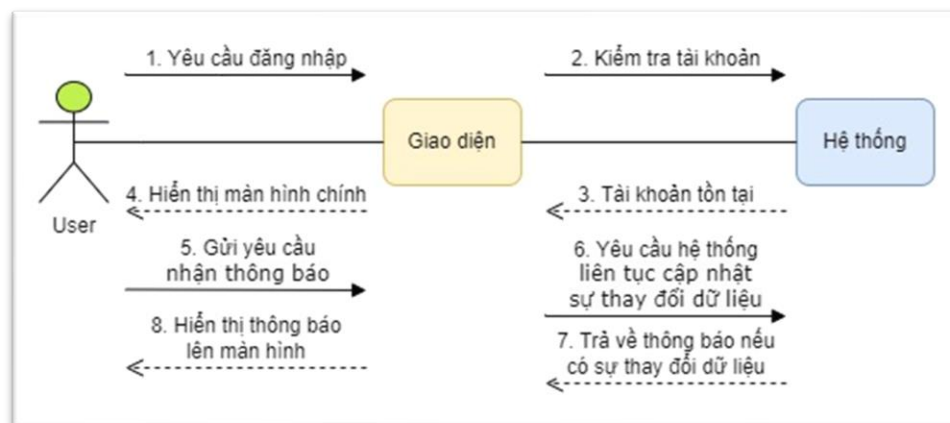 1. Yêu cầu đăng nhập
2. Kiểm tra tài khoản
Giao diện
Hệ thống
User
4. Hiển thị màn hình chính
3. Tài khoản tồn tại
5. Gửi yêu cầu
nhận thông báo
6. Yêu cầu hệ thống
liên tục cập nhật
sự thay đổi dữ liệu
8. Hiển thị thông báo
lên màn hình
7. Trả về thông báo nếu
có sự thay đổi dữ liệu